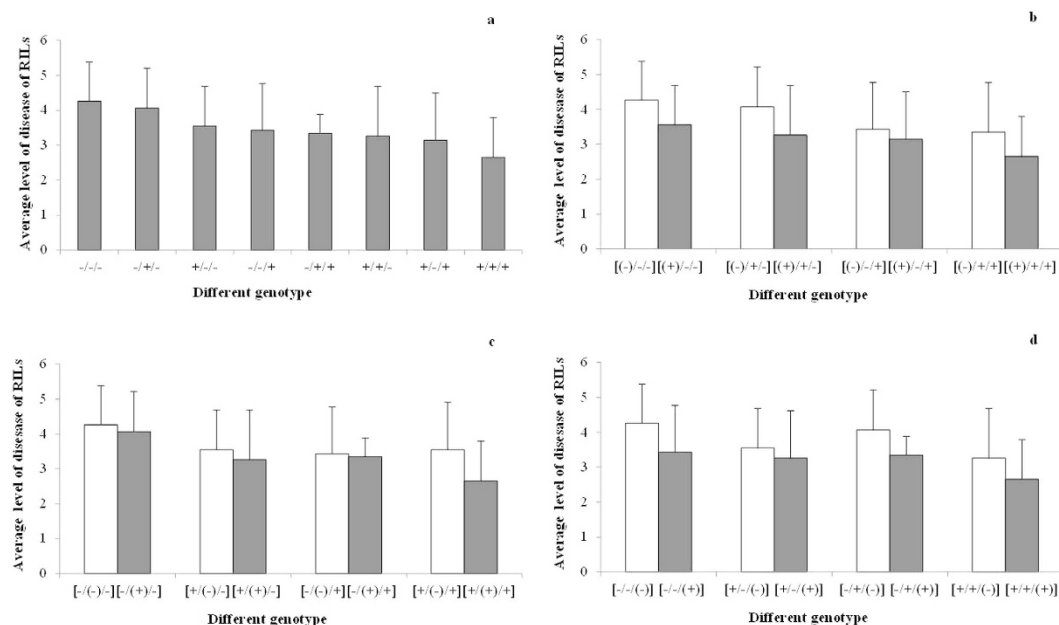 a
Average level of disease of RILs
6
5
4
3
2
1
0
-/-/- -/+/- +/-/- -/-/+ -/+/+ +/+/- +/-/+ +/+/+
Different genotype
b
Average level of disesase of RILs
6
5
4
3
2
1
0
[(-)/-/-][(+)/-/-] [(-)/+/-][(+)/+/-] [(-)/-/+][(+)/-/+] [(-)/+/+][(+)/+/+]
Different genotype
c
Average level of disesase of RILs
6
5
4
3
2
1
0
[-/(-)/-][-/(+)/-] [+/(-)/-][+/(+)/-] [-/(-)/+][-/(+)/+] [+/(-)/+][+/(+)/+]
Different genotype
d
Average level of disesase of RILs
6
5
4
3
2
1
0
[-/-/(-)] [-/-/(+)] [+/-/(-)] [+/-/(+)] [-/+/(-)] [-/+/(+)] [+/+/(-)] [+/+/(+)]
Different genotype